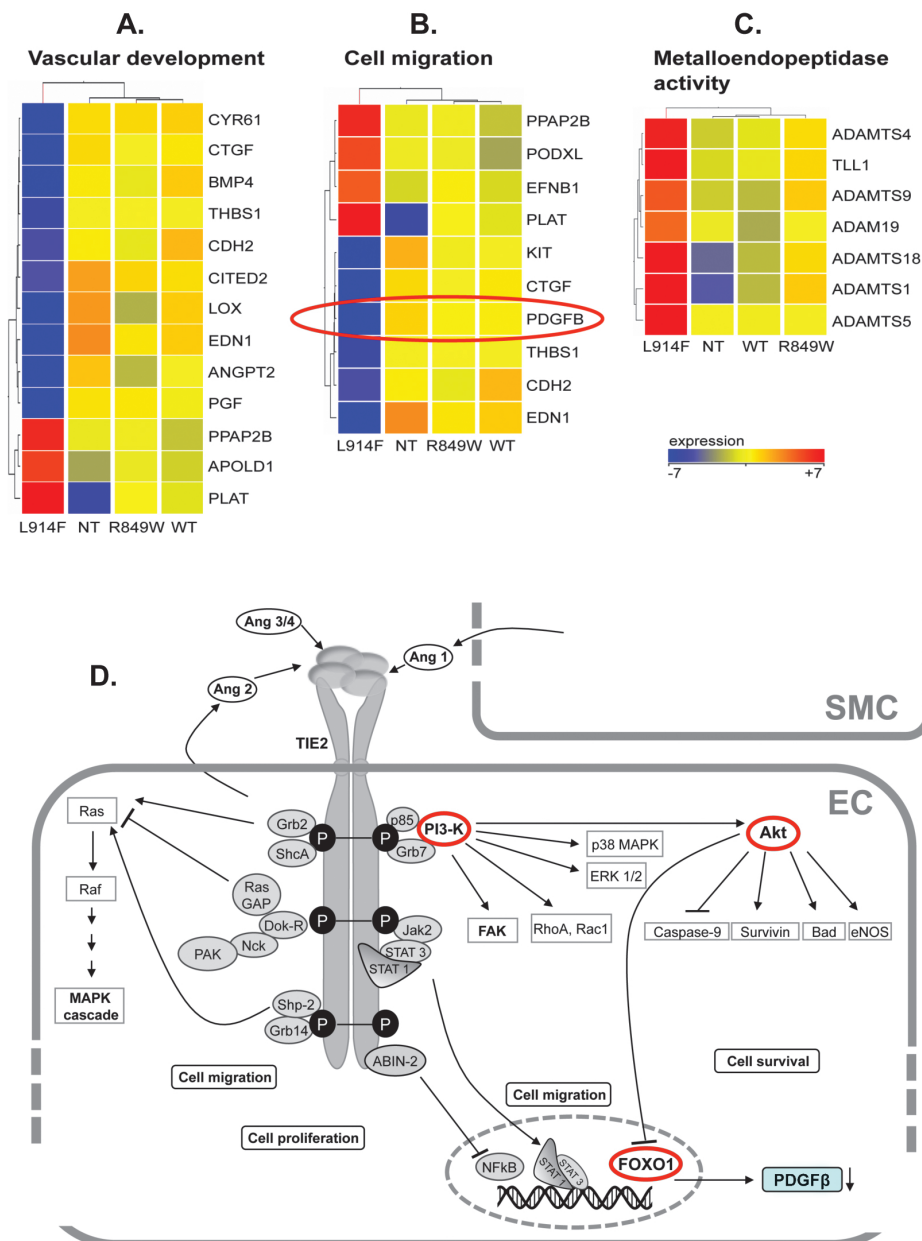 A.
Vascular development
CYR61
CTGF
BMP4
THBS1
CDH2
CITED2
LOX
EDN1
ANGPT2
PGF
PPAP2B
APOLD1
PLAT
L914F NT R849W WT
B.
Cell migration
PPAP2B
PODXL
EFNB1
PLAT
KIT
CTGF
PDGFB
THBS1
CDH2
EDN1
L914F NT R849W WT
C.
Metalloendopeptidase
activity
ADAMTS4
TLL1
ADAMTS9
ADAM19
ADAMTS18
ADAMTS1
ADAMTS5
L914F NT WT R849W
expression
-7 +7
D.
Ang 3/4
Ang 1
Ang 2
TIE2
SMC
EC
Ras
Raf
MAPK
cascade
Grb2
ShcA
P
P
p85
Grb7
PI3-K
Akt
p38 MAPK
ERK 1/2
FAK
RhoA, Rac1
Caspase-9
Survivin
Bad
eNOS
Ras
GAP
Dok-R
Nck
PAK
P
P
Jak2
STAT 3
STAT 1
Shp-2
Grb14
P
P
ABIN-2
Cell migration
Cell proliferation
Cell migration
Cell survival
NFkB
STAT 1
STAT 3
FOXO1
PDGFβ